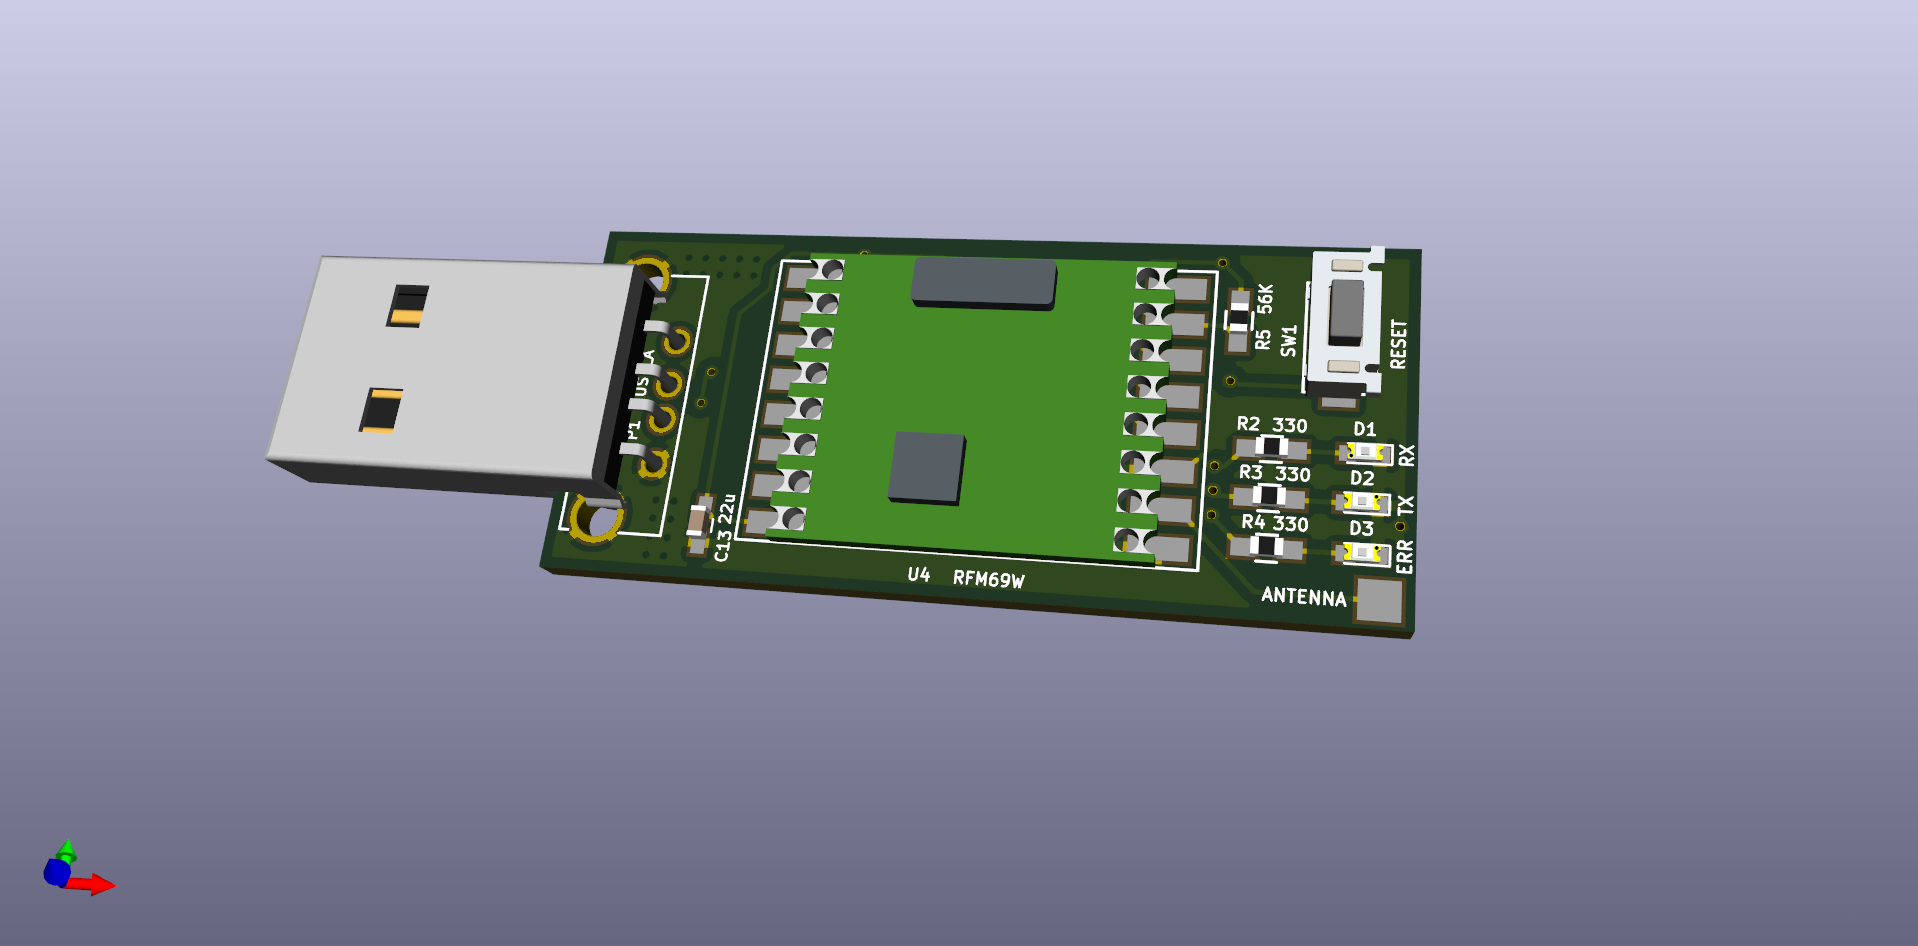 P1
C13 22u
U4 RFM69W
R5 56K
SW1
RESET
R2 330
D1
RX
R3 330
D2
TX
R4 330
D3
ERR
ANTENNA